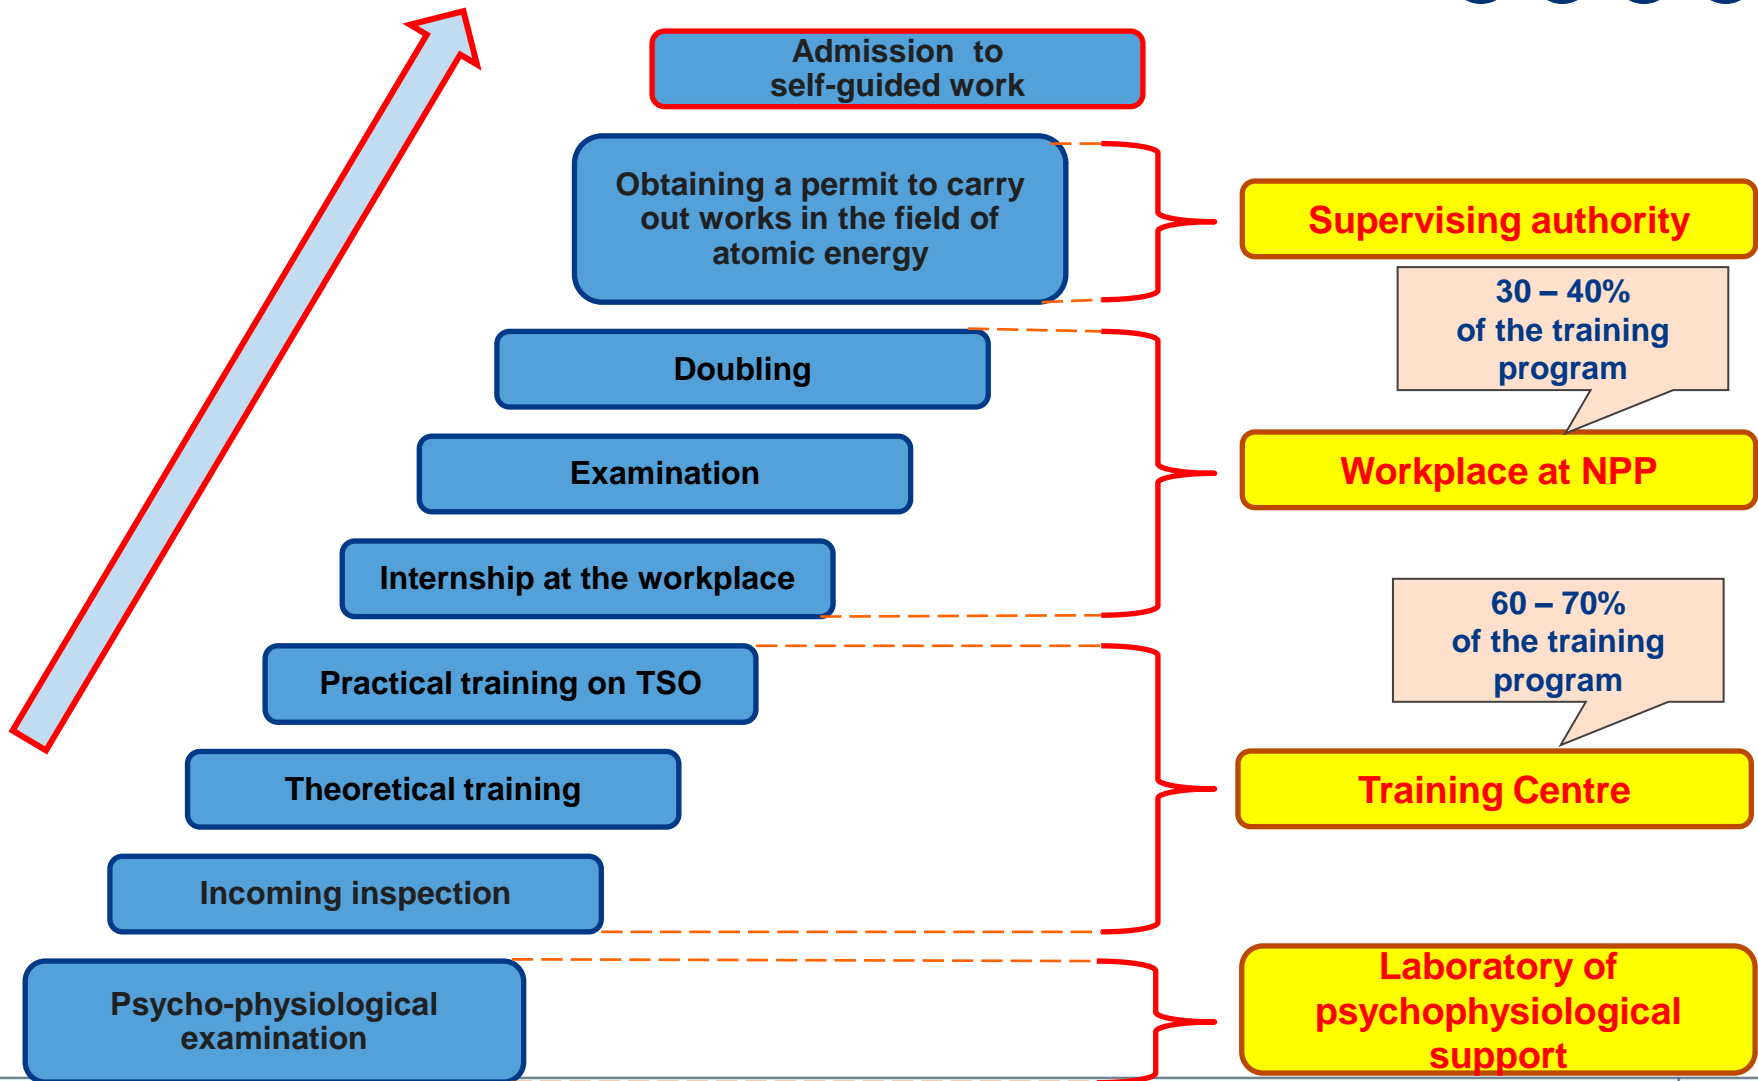 Admission to
self-guided work
Obtaining a permit to carry
out works in the field of
atomic energy
Supervising authority
30 – 40%
of the training
program
Doubling
Examination
Workplace at NPP
Internship at the workplace
60 – 70%
of the training
program
Practical training on TSO
Theoretical training
Training Centre
Incoming inspection
Psycho-physiological
examination
Laboratory of
psychophysiological
support